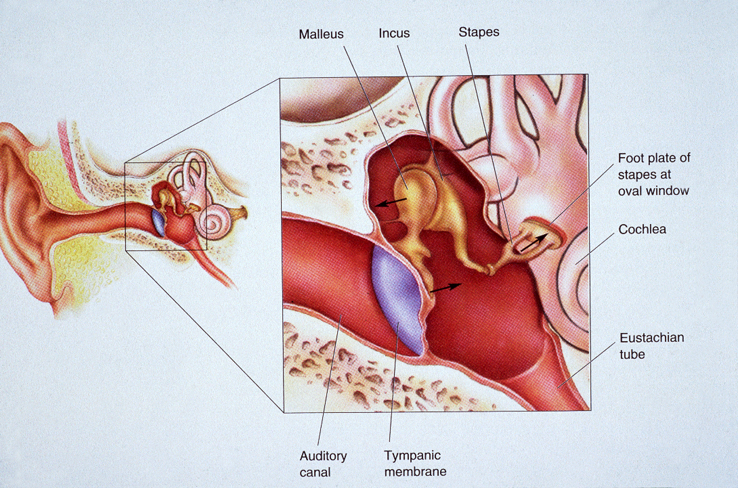 Malleus
Incus
Stapes
Foot plate of
stapes at
oval window
Cochlea
Eustachian
tube
Auditory
canal
Tympanic
membrane